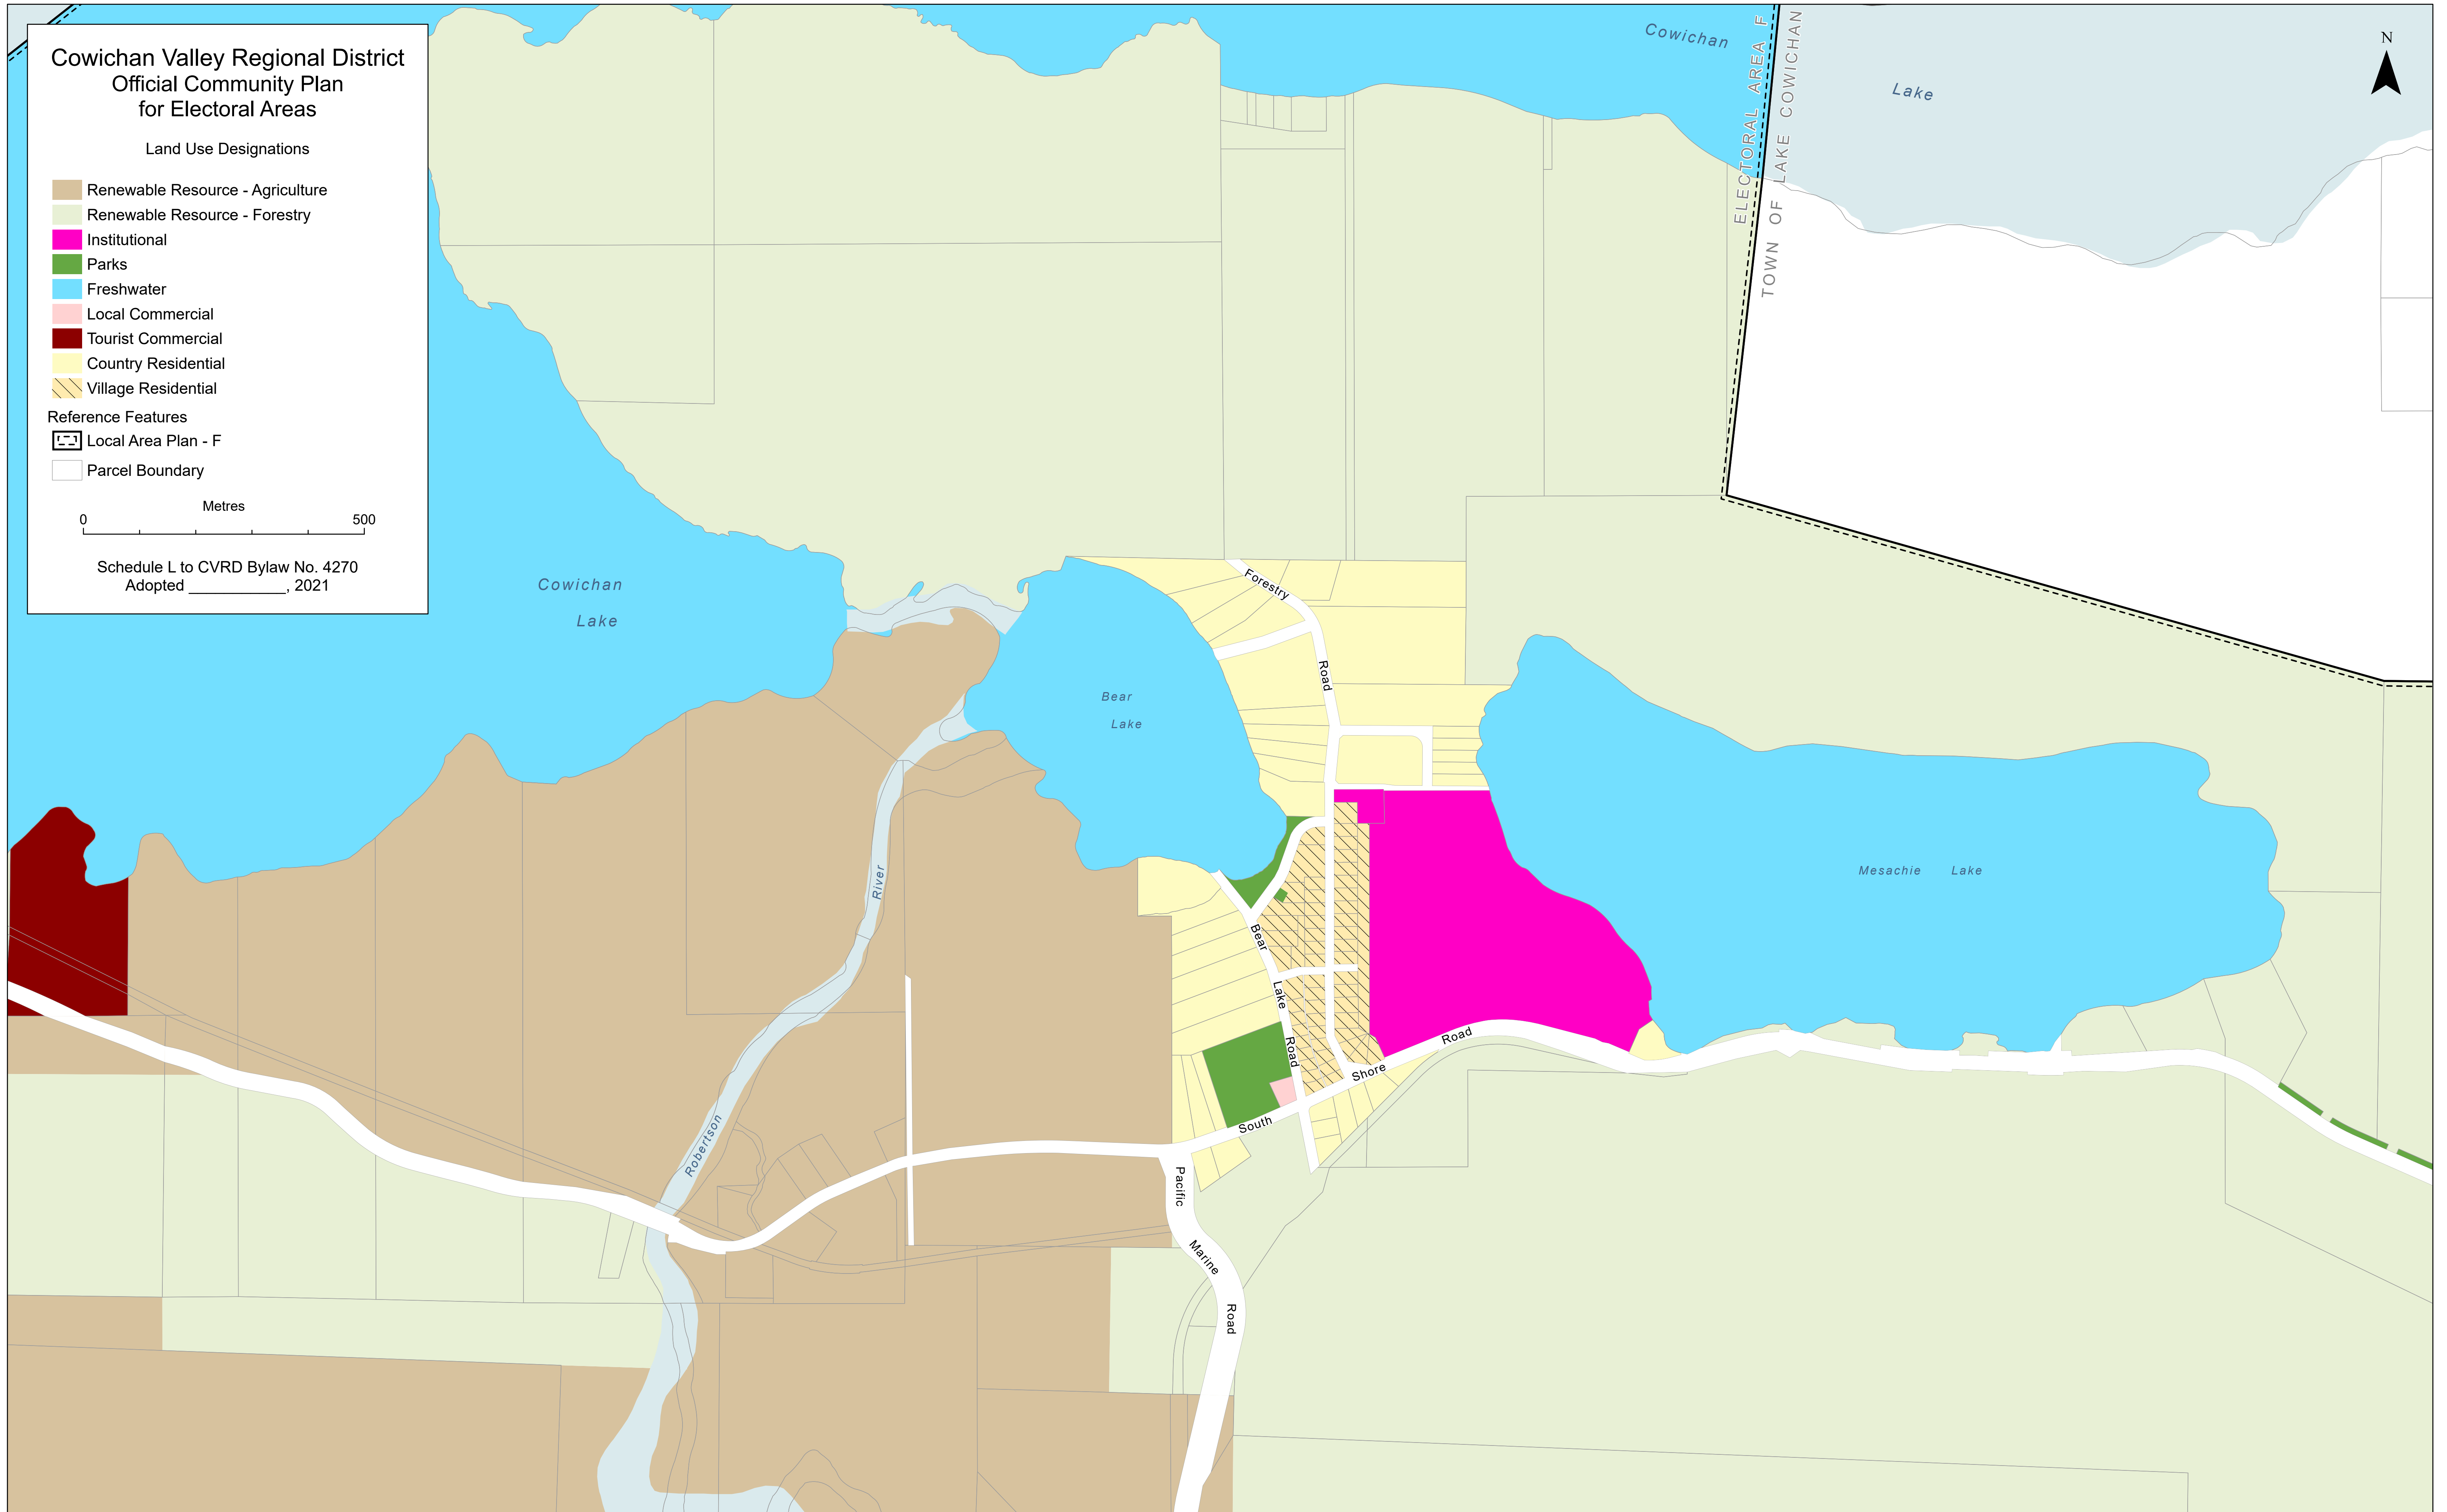 Cowichan Valley Regional District
Official Community Plan
for Electoral Areas
Land Use Designations
Renewable Resource - Agriculture
Renewable Resource - Forestry
Institutional
Parks
Freshwater
Local Commercial
Tourist Commercial
Country Residential
Village Residential
Reference Features
Local Area Plan - F
Parcel Boundary
Metres
0 500
Schedule L to CVRD Bylaw No. 4270
Adopted ___________, 2021
Cowichan
Lake
ELECTORAL AREA F
TOWN OF LAKE COWICHAN
N
Cowichan
Lake
Forestry
Road
Bear
Lake
Mesachie Lake
River
Robertson
Bear
Lake
Road
South
Shore
Road
Pacific
Marine
Road